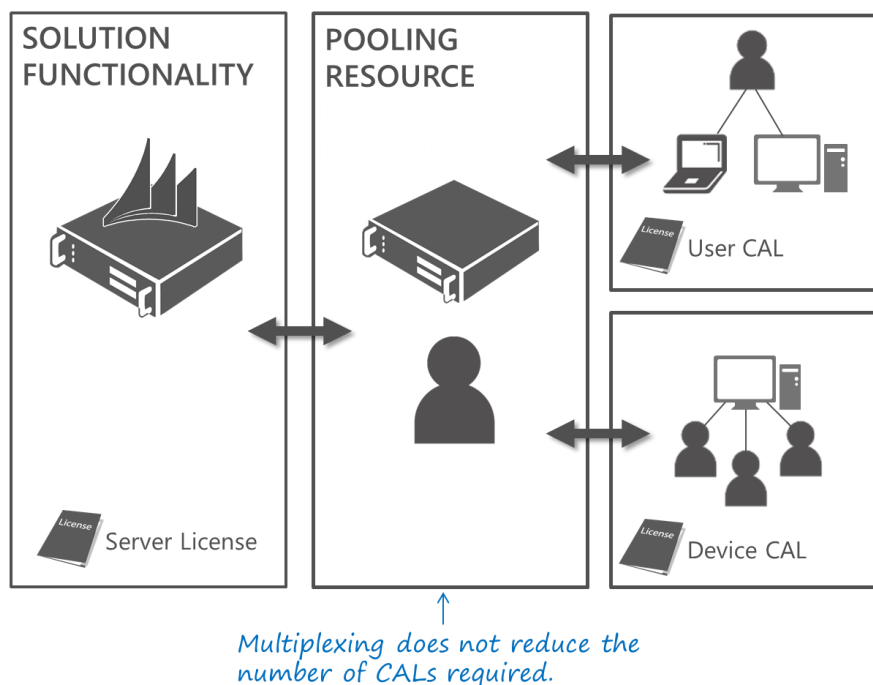 SOLUTION
FUNCTIONALITY
License
Server License
POOLING
RESOURCE
License
User CAL
License
Device CAL
Multiplexing does not reduce the
number of CALs required.